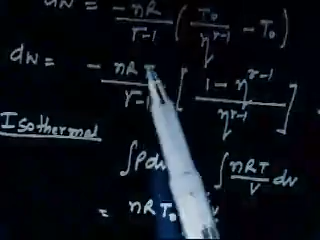 dW = -nR/r-1 ( T₀/η^r-1 - T₀ )
dW = -nR T/r-1 [ 1 - η^r-1/η^r-1 ]
Isothermal
∫Pdv ∫ nRT/V dv
= nRT₀